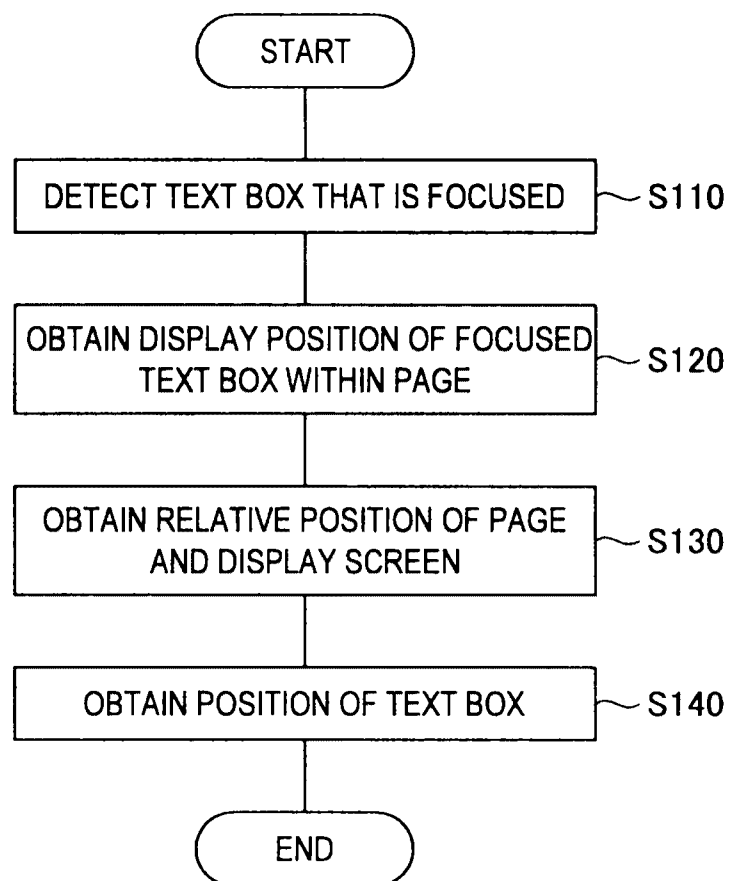 START
DETECT TEXT BOX THAT IS FOCUSED
S110
OBTAIN DISPLAY POSITION OF FOCUSED
TEXT BOX WITHIN PAGE
S120
OBTAIN RELATIVE POSITION OF PAGE
AND DISPLAY SCREEN
S130
OBTAIN POSITION OF TEXT BOX
S140
END